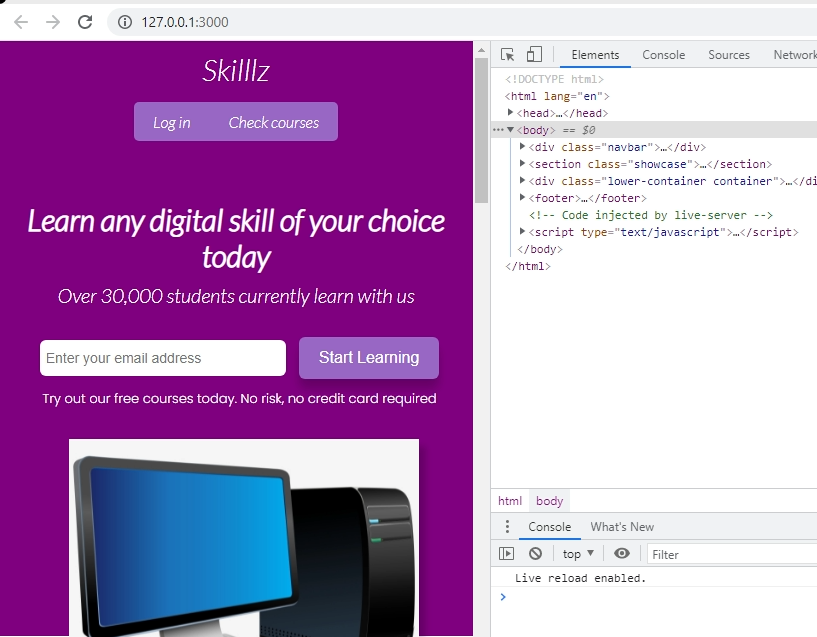 127.0.0.1:3000
Skilllz
Log in Check courses
Learn any digital skill of your choice
today
Over 30,000 students currently learn with us
Enter your email address Start Learning
Try out our free courses today. No risk, no credit card required
Elements Console Sources Network
<!DOCTYPE html>
<html lang="en">
<head>…</head>
<body> == $0
<div class="navbar">…</div>
<section class="showcase">…</section>
<div class="lower-container container">…</di
<footer>…</footer>
<!-- Code injected by live-server -->
<script type="text/javascript">…</script>
</body>
</html>
html body
Console What's New
top Filter
Live reload enabled.